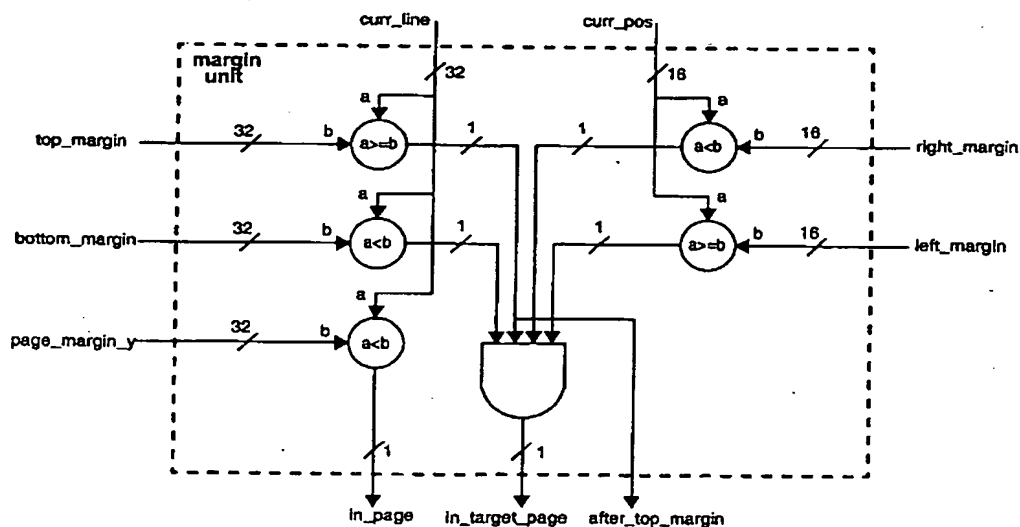 curr_line
curr_pos
margin
unit
32
16
a
a
top_margin
32
b
a>=b
1
1
a<b
b
16
right_margin
a
a
bottom_margin
32
b
a<b
1
1
a>=b
b
16
left_margin
a
page_margin_y
32
b
a<b
1
1
in_page
in_target_page
after_top_margin